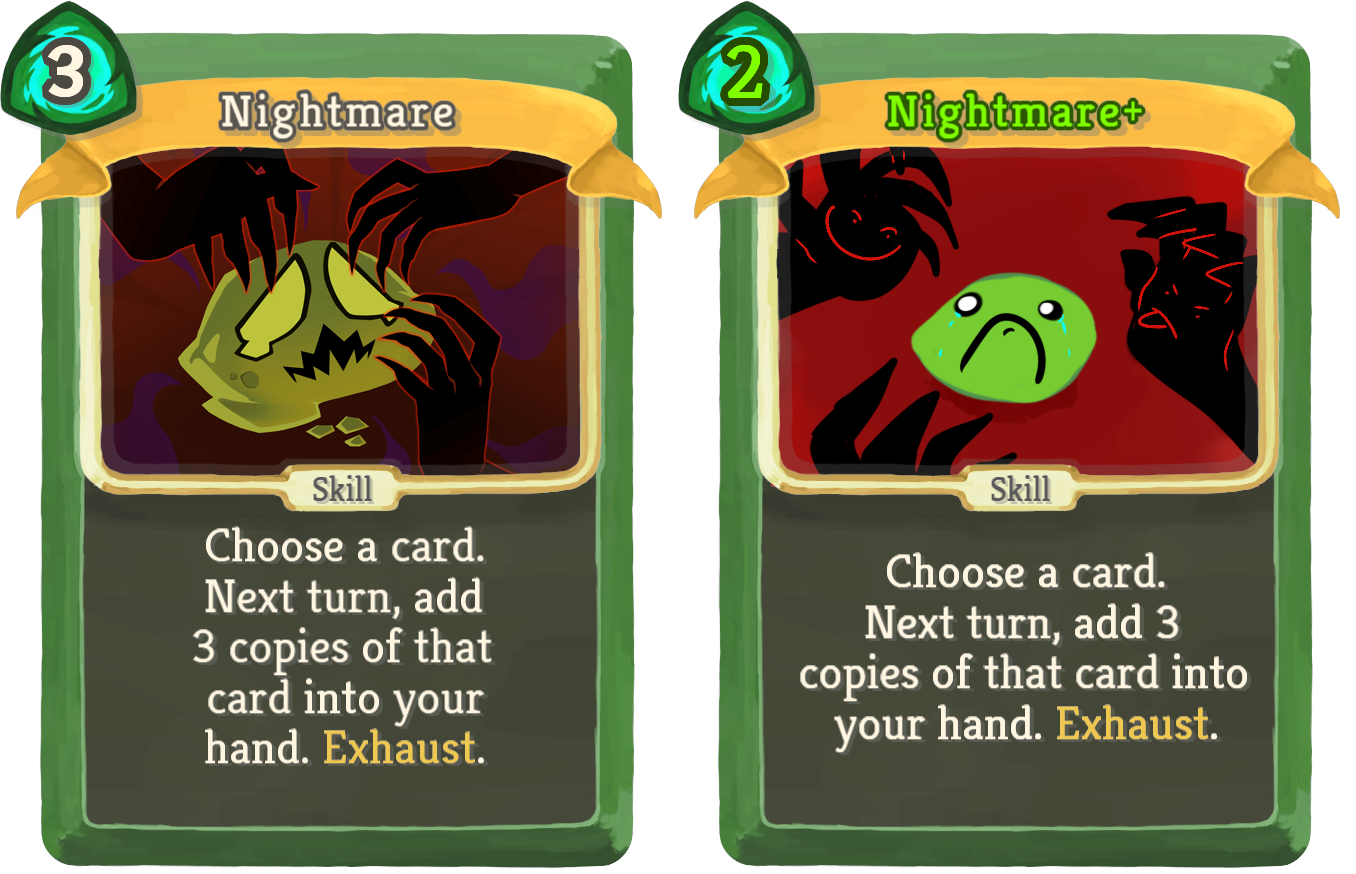 3
Nightmare
Skill
Choose a card.
Next turn, add
3 copies of that
card into your
hand. Exhaust.
2
Nightmare+
Skill
Choose a card.
Next turn, add 3
copies of that card into
your hand. Exhaust.